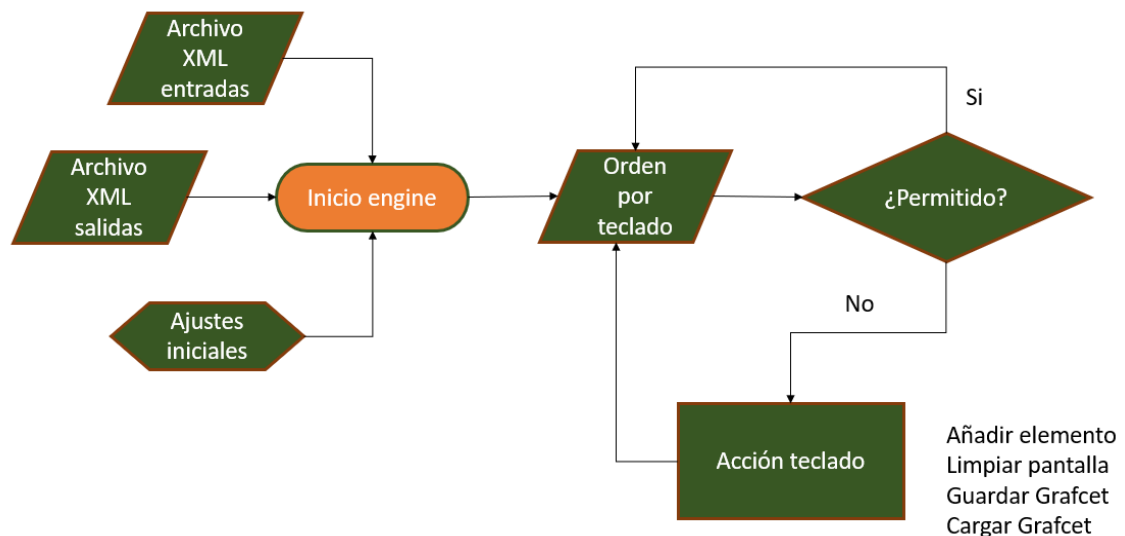 Archivo
XML
entradas
Archivo
XML
salidas
Inicio engine
Ajustes
iniciales
Orden
por
teclado
¿Permitido?
Si
No
Acción teclado
Añadir elemento
Limpiar pantalla
Guardar Grafcet
Cargar Grafcet